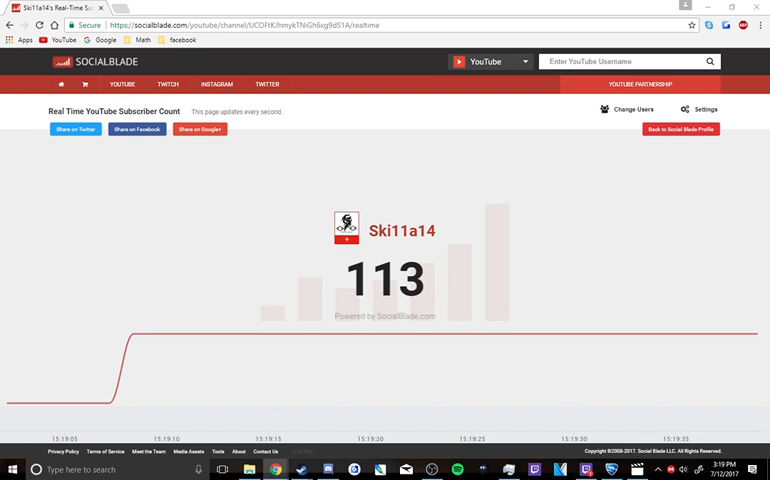 Ski11a14's Real-Time Sub
Secure
https://socialblade.com/youtube/channel/UCOFtKJhmykTNiGh6xg9dS1A/realtime
Apps YouTube Google Math facebook
SOCIALBLADE
YouTube
Enter YouTube Username
YOUTUBE TWITCH INSTAGRAM TWITTER YOUTUBE PARTNERSHIP
Real Time YouTube Subscriber Count This page updates every second.
Change Users Settings
Share on Twitter Share on Facebook Share on Google+ Back to Social Blade Profile
Ski11a14
113
Powered by SocialBlade.com
15:19:05 15:19:10 15:19:15 15:19:20 15:19:25 15:19:30 15:19:35
Privacy Policy Terms of Service Meet the Team Media Assets Tools About Contact Us
Copyright ©2008-2017. Social Blade LLC. All Rights Reserved.
Type here to search
3:19 PM
7/12/2017